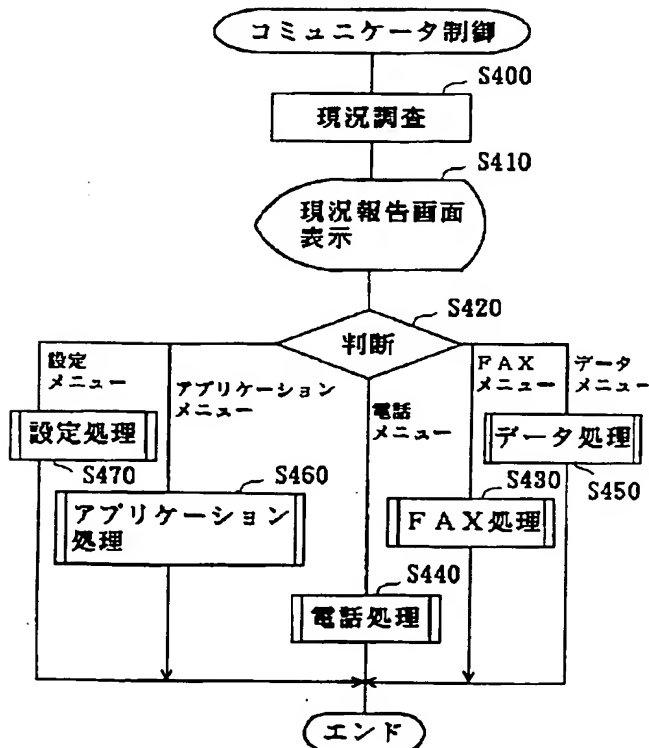 コミュニケータ制御
S400
現況調査
S410
現況報告画面
表示
S420
判断
設定
メニュー
アプリケーション
メニュー
電話
メニュー
FAX
メニュー
データ
メニュー
設定処理
S470
データ処理
S450
S460
アプリケーション
処理
S430
FAX処理
S440
電話処理
エンド